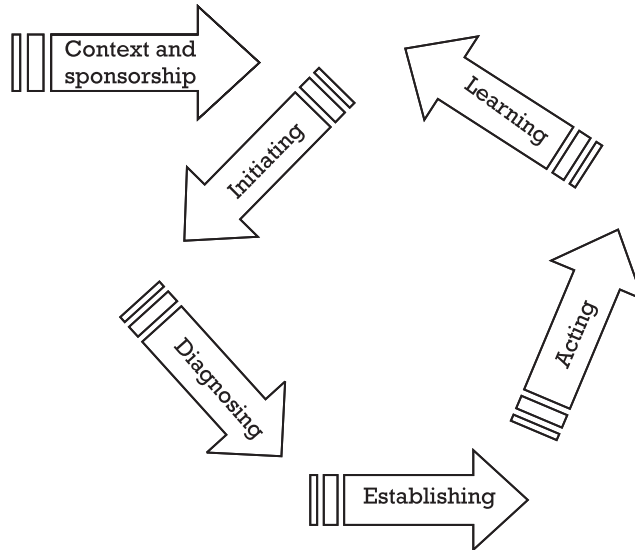 Context and
sponsorship
Initiating
Diagnosing
Establishing
Acting
Learning